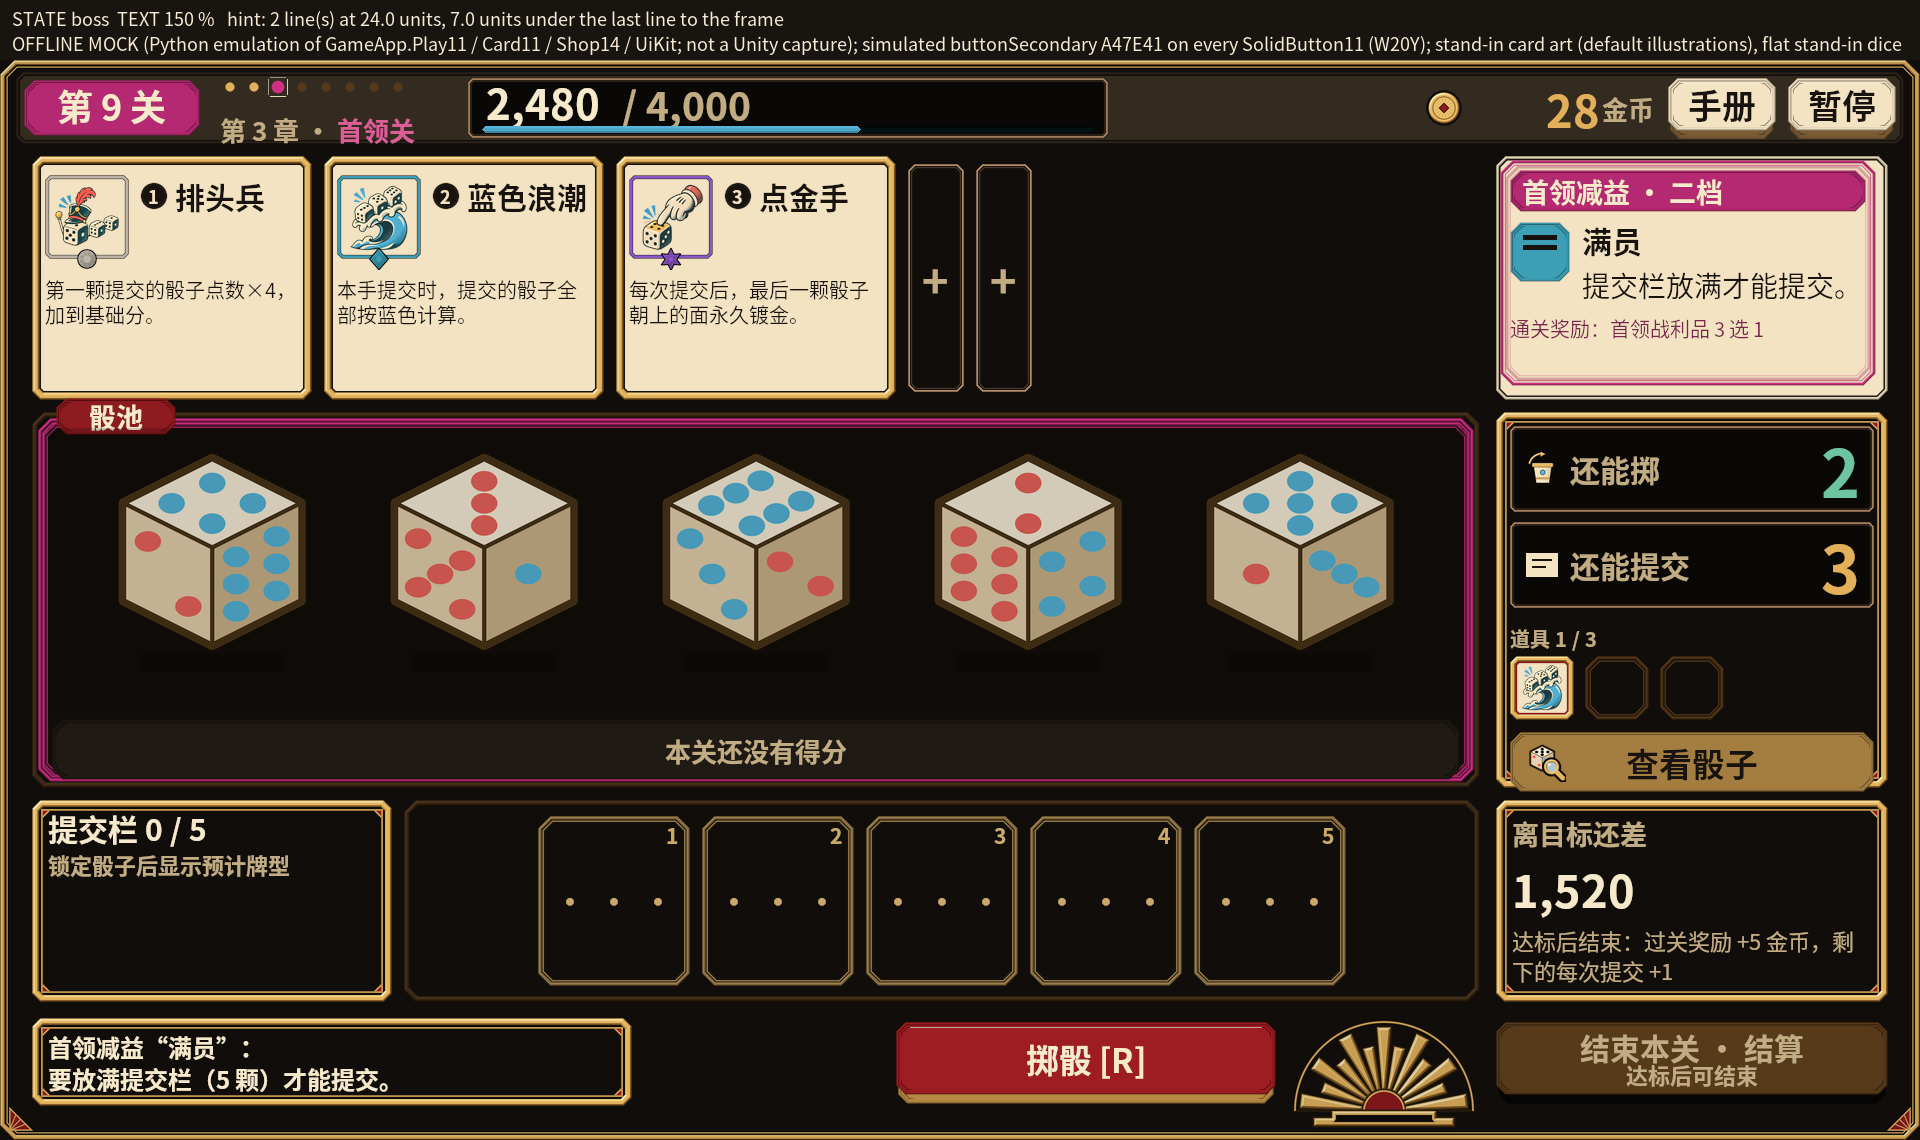 STATE boss TEXT 150 % hint: 2 line(s) at 24.0 units, 7.0 units under the last line to the frame
OFFLINE MOCK (Python emulation of GameApp.Play11 / Card11 / Shop14 / UiKit; not a Unity capture); simulated buttonSecondary A47E41 on every SolidButton11 (W20Y); stand-in card art (default illustrations), flat stand-in dice
第 9 关
第 3 章 · 首领关
2,480 / 4,000
28金币
手册
暂停
❶ 排头兵
第一颗提交的骰子点数×4，
加到基础分。
❷ 蓝色浪潮
本手提交时，提交的骰子全
部按蓝色计算。
❸ 点金手
每次提交后，最后一颗骰子
朝上的面永久镀金。
+
+
首领减益 · 二档
满员
提交栏放满才能提交。
通关奖励：首领战利品 3 选 1
骰池
本关还没有得分
还能掷
2
还能提交
3
道具 1 / 3
查看骰子
提交栏 0 / 5
锁定骰子后显示预计牌型
1
2
3
4
5
离目标还差
1,520
达标后结束：过关奖励 +5 金币，剩
下的每次提交 +1
首领减益“满员”：
要放满提交栏（5 颗）才能提交。
掷骰 [R]
结束本关 · 结算
达标后可结束